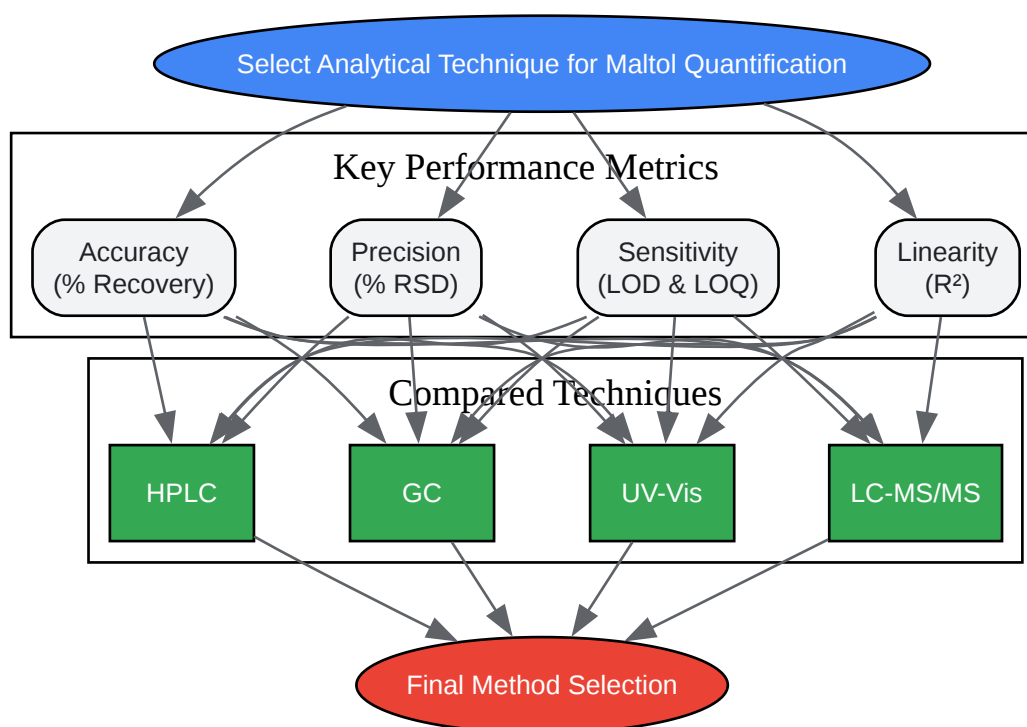 Select Analytical Technique for Maltol Quantification
Key Performance Metrics
Accuracy
(% Recovery)
Precision
(% RSD)
Sensitivity
(LOD & LOQ)
Linearity
(R²)
Compared Techniques
HPLC
GC
UV-Vis
LC-MS/MS
Final Method Selection